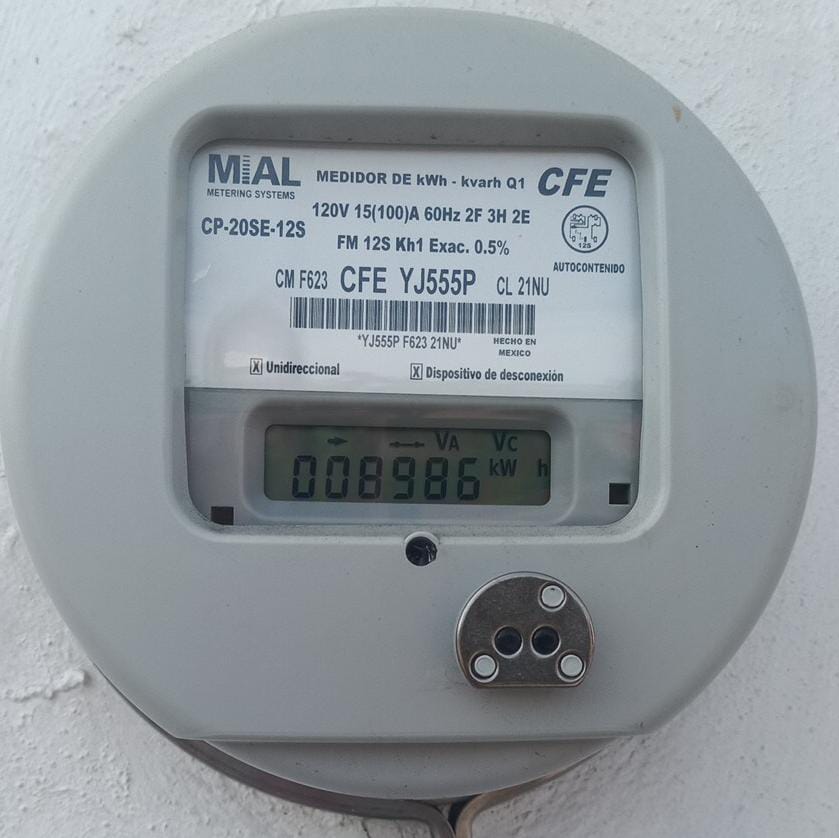 MIAL
METERING SYSTEMS
MEDIDOR DE kWh - kvarh Q1
CFE
CP-20SE-12S
120V 15(100)A 60Hz 2F 3H 2E
FM 12S Kh1 Exac. 0.5%
12S
AUTOCONTENIDO
CM F623 CFE YJ555P CL 21NU
*YJ555P F623 21NU*
HECHO EN
MEXICO
X Unidireccional
X Dispositivo de desconexión
VA VC
008986 kW h